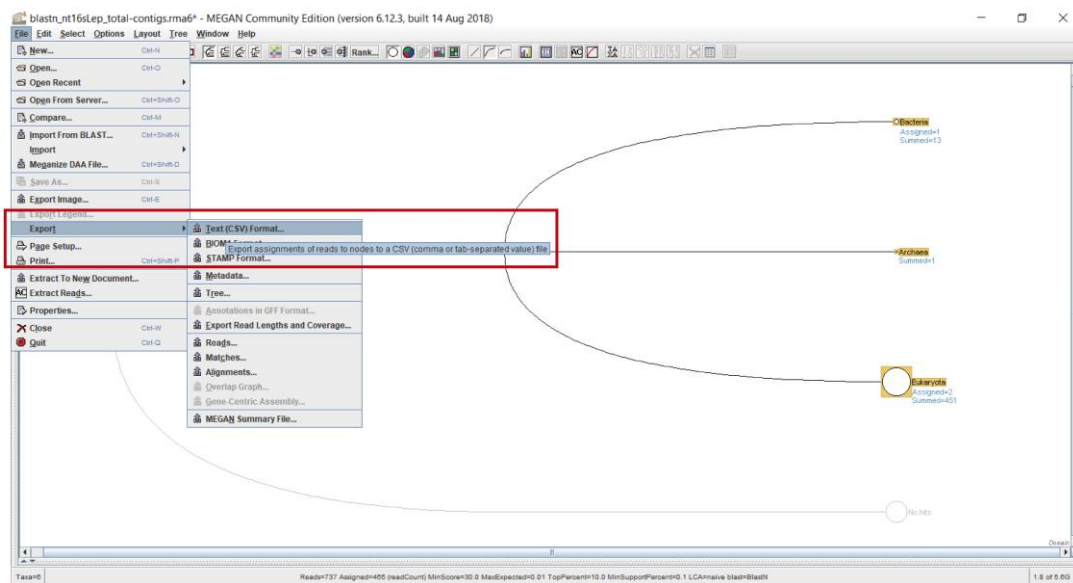 blastn_nt16sLep_total-contigs.rma6* - MEGAN Community Edition (version 6.12.3, built 14 Aug 2018)
File Edit Select Options Layout Tree Window Help
New... Ctrl-N
Rank...
Open... Ctrl-O
Open Recent
Open From Server... Ctrl+Shift-O
Compare... Ctrl-M
Import From BLAST... Ctrl+Shift-N
Import
Meganize DAA File... Ctrl+Shift-D
Save As... Ctrl-S
Export Image... Ctrl-E
Export Legend...
Export
Page Setup...
Print... Ctrl+Shift-P
Extract To New Document...
Extract Reads...
Properties...
Close Ctrl-W
Quit Ctrl-Q
Text (CSV) Format...
Export assignments of reads to nodes to a CSV (comma or tab-separated value) file
STAMP Format...
Metadata...
Tree...
Annotations in GFF Format...
Export Read Lengths and Coverage...
Reads...
Matches...
Alignments...
Overlap Graph...
Gene-Centric Assembly...
MEGAN Summary File...
Bacteria
Assigned=1
Summed=13
Archaea
Summed=1
Eukaryota
Assigned=2
Summed=451
No hits
Domain
Taxa=6
Reads=737 Assigned=466 (readCount) MinScore=30.0 MaxExpected=0.01 TopPercent=10.0 MinSupportPercent=0.1 LCA=naive blast=BlastN
1.8 of 5.6G